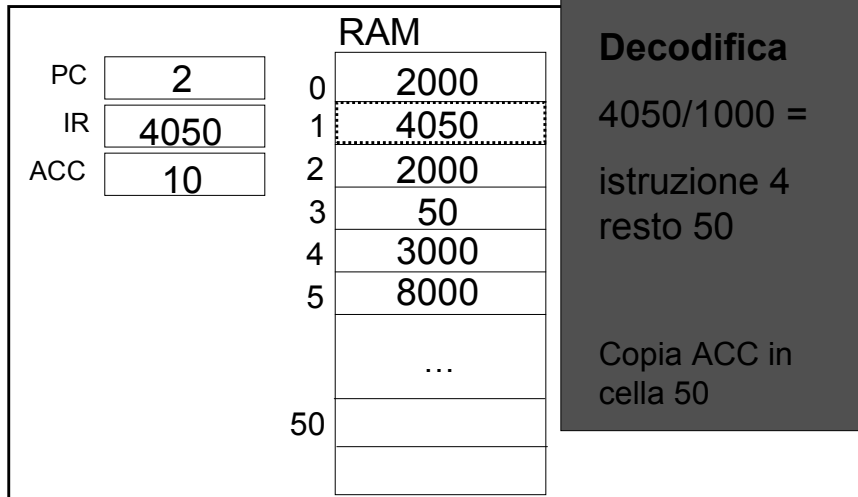 RAM
PC 2
IR 4050
ACC 10
0 2000
1 4050
2 2000
3 50
4 3000
5 8000
...
50
Decodifica
4050/1000 =
istruzione 4
resto 50
Copia ACC in
cella 50